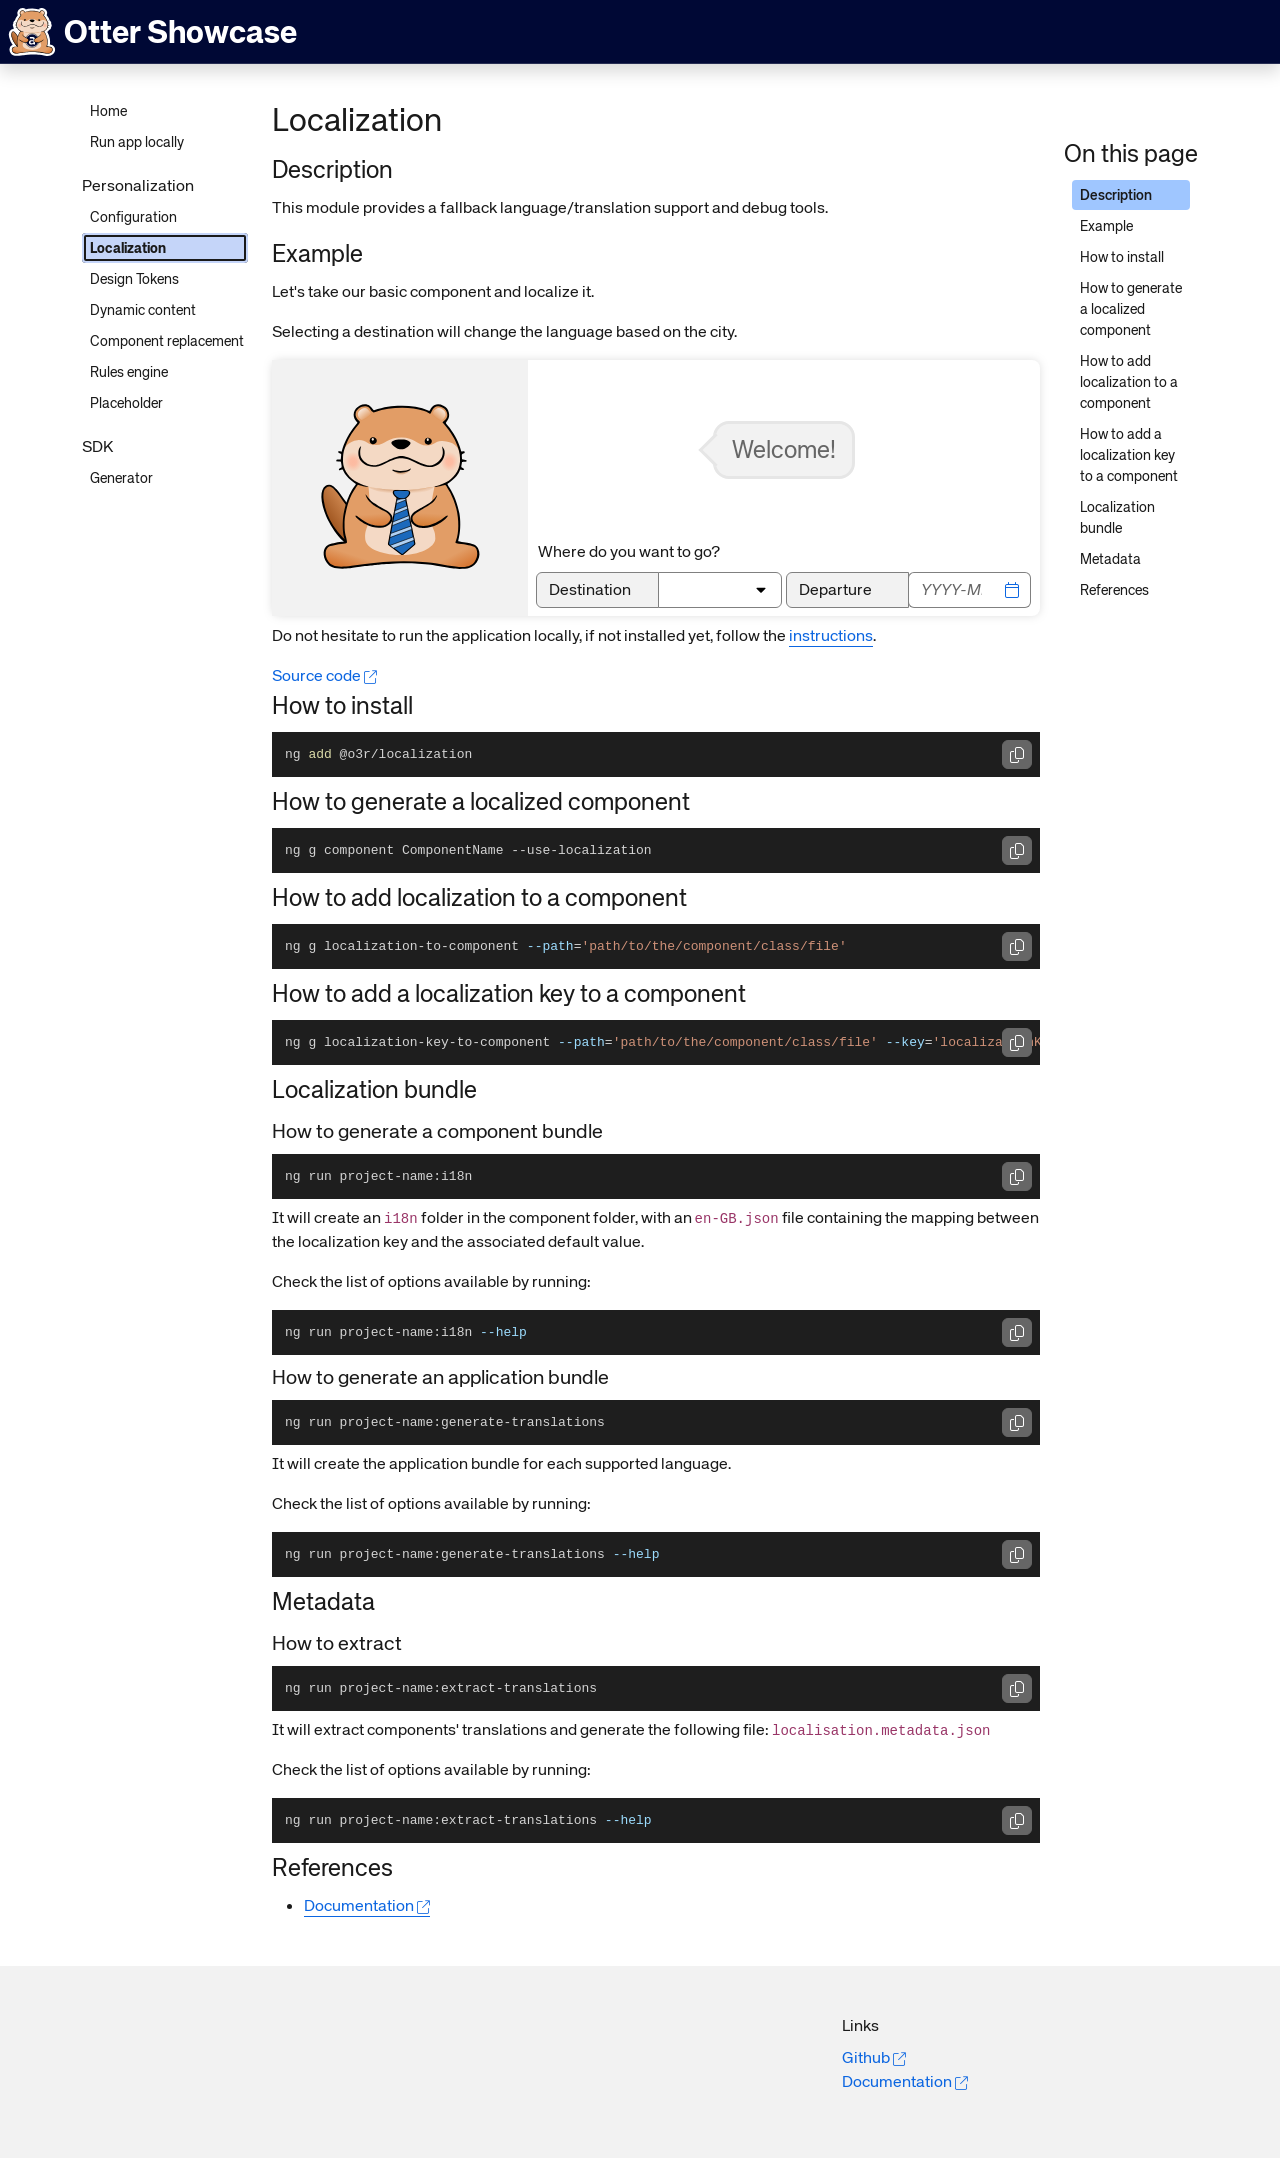 Otter Showcase
Home
Run app locally
Personalization
Configuration
Localization
Design Tokens
Dynamic content
Component replacement
Rules engine
Placeholder
SDK
Generator
Localization
Description
This module provides a fallback language/translation support and debug tools.
Example
Let's take our basic component and localize it.
Selecting a destination will change the language based on the city.
Welcome!
Where do you want to go?
Destination
Departure
YYYY-M
Do not hesitate to run the application locally, if not installed yet, follow the instructions.
Source code
How to install
ng add @o3r/localization
How to generate a localized component
ng g component ComponentName --use-localization
How to add localization to a component
ng g localization-to-component --path='path/to/the/component/class/file'
How to add a localization key to a component
ng g localization-key-to-component --path='path/to/the/component/class/file' --key='localiza
Localization bundle
How to generate a component bundle
ng run project-name:i18n
It will create an i18n folder in the component folder, with an en-GB.json file containing the mapping between
the localization key and the associated default value.
Check the list of options available by running:
ng run project-name:i18n --help
How to generate an application bundle
ng run project-name:generate-translations
It will create the application bundle for each supported language.
Check the list of options available by running:
ng run project-name:generate-translations --help
Metadata
How to extract
ng run project-name:extract-translations
It will extract components' translations and generate the following file: localisation.metadata.json
Check the list of options available by running:
ng run project-name:extract-translations --help
References
Documentation
On this page
Description
Example
How to install
How to generate
a localized
component
How to add
localization to a
component
How to add a
localization key
to a component
Localization
bundle
Metadata
References
Links
Github
Documentation